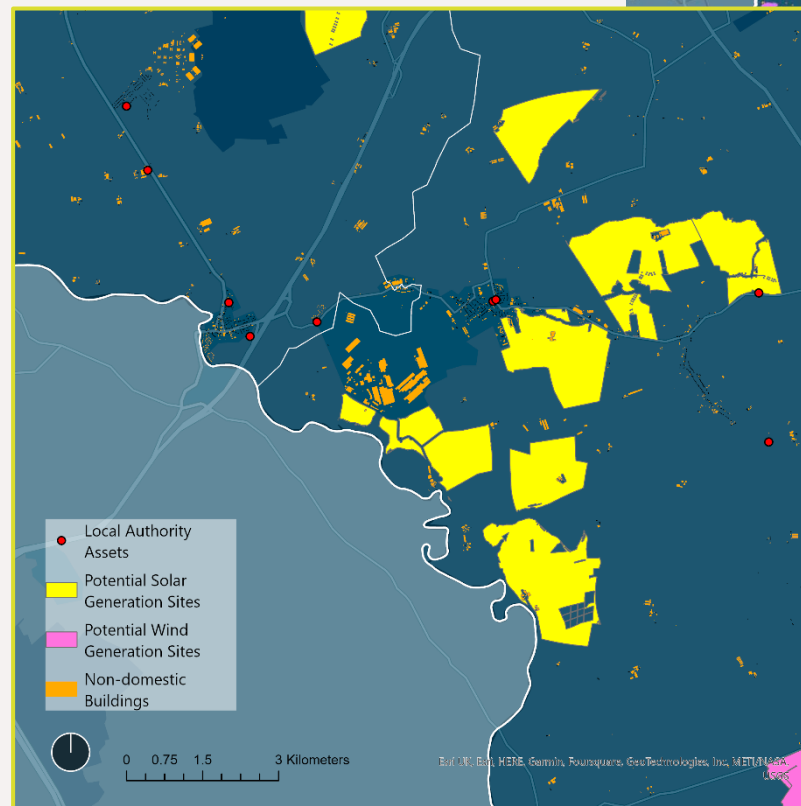 Local Authority
Assets
Potential Solar
Generation Sites
Potential Wind
Generation Sites
Non-domestic
Buildings
0 0.75 1.5 3 Kilometers
Esri UK, Esri, HERE, Garmin, Foursquare, GeoTechnologies, Inc, METI/NASA,
USGS